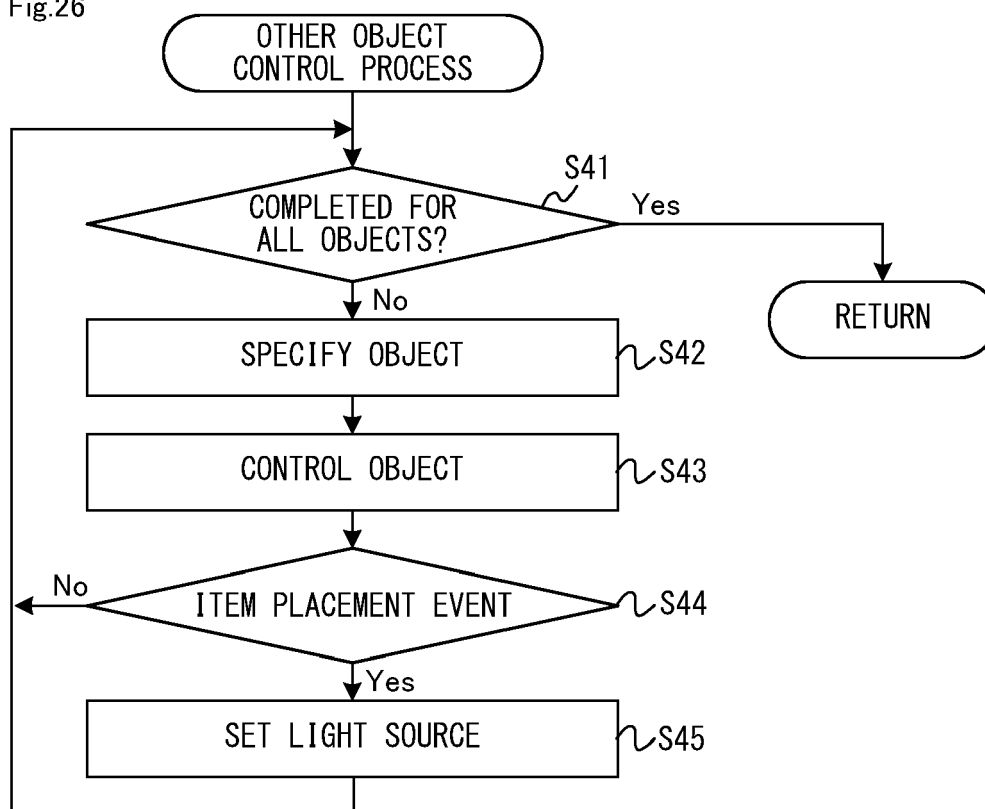 Fig.26
OTHER OBJECT
CONTROL PROCESS
S41
COMPLETED FOR
ALL OBJECTS?
Yes
No
RETURN
SPECIFY OBJECT
S42
CONTROL OBJECT
S43
No
ITEM PLACEMENT EVENT
S44
Yes
SET LIGHT SOURCE
S45